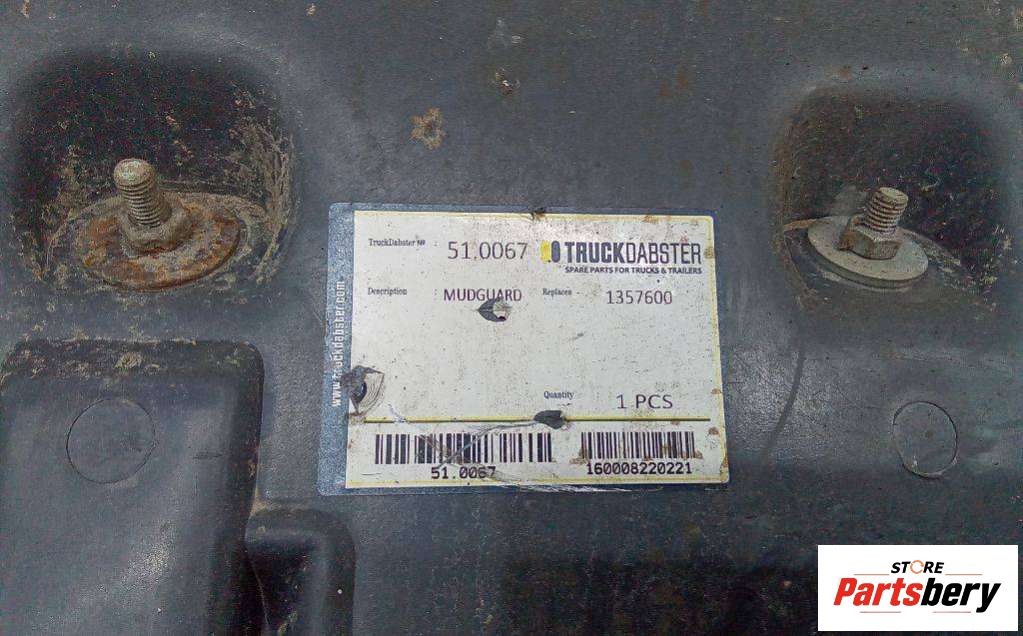 TruckDabster № : 51.0067 TRUCKDABSTER
SPARE PARTS FOR TRUCKS & TRAILERS
Description : MUDGUARD Replaces 1357600
www.truckdabster.com
Quantity 1 PCS
51.0067 160008220221
STORE
Partsbery